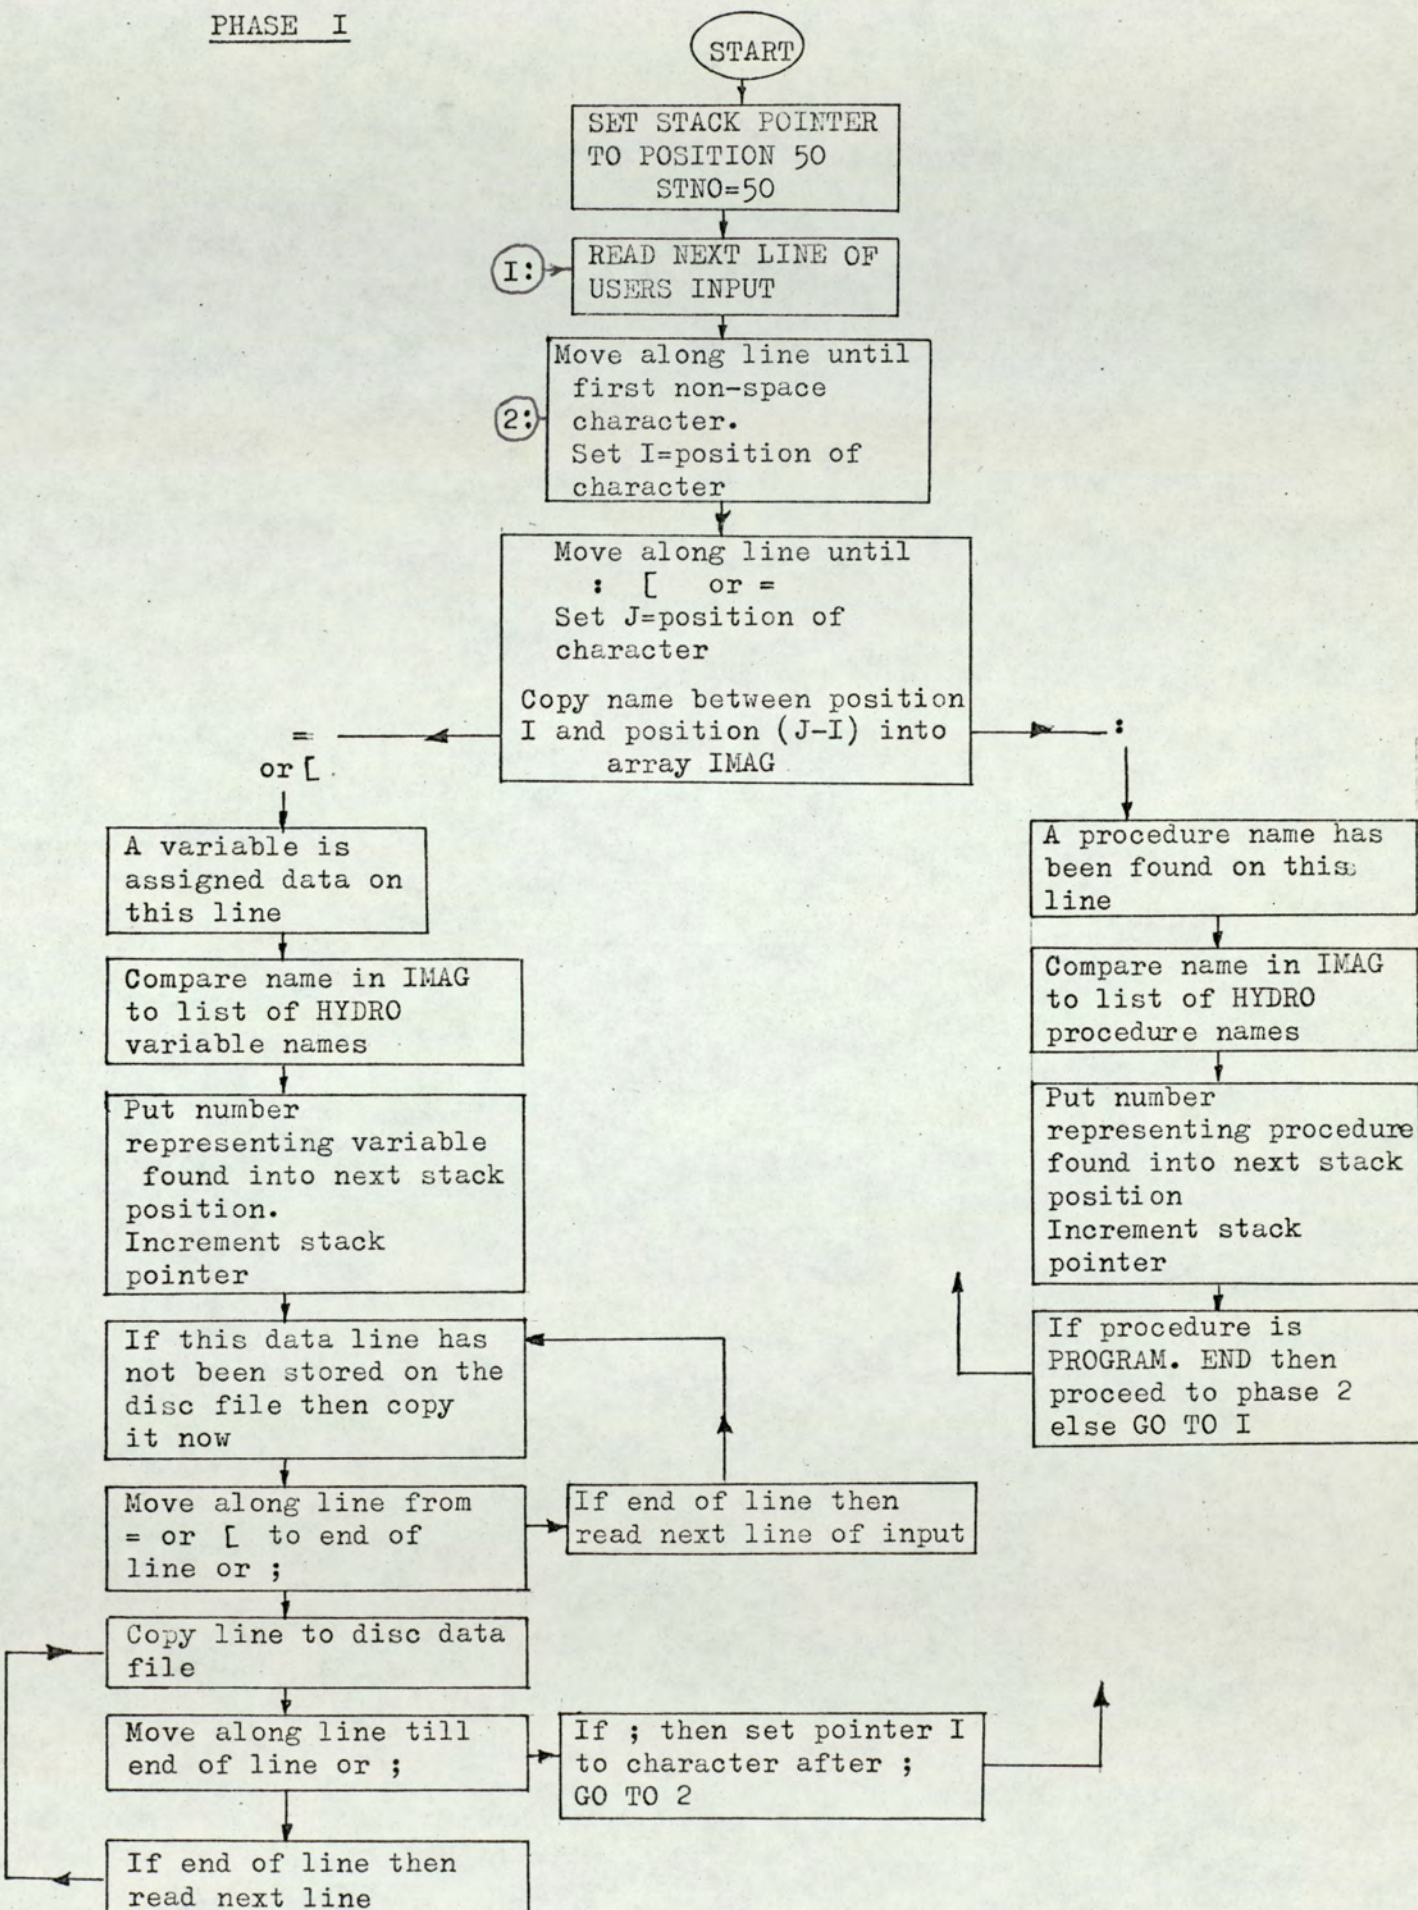 PHASE I
START
SET STACK POINTER
TO POSITION 50
STNO=50
I:
READ NEXT LINE OF
USERS INPUT
2:
Move along line until
first non-space
character.
Set I=position of
character
Move along line until
: [ or =
Set J=position of
character
Copy name between position
I and position (J-I) into
array IMAG
=
or [
:
A variable is
assigned data on
this line
Compare name in IMAG
to list of HYDRO
variable names
Put number
representing variable
found into next stack
position.
Increment stack
pointer
If this data line has
not been stored on the
disc file then copy
it now
Move along line from
= or [ to end of
line or ;
If end of line then
read next line of input
Copy line to disc data
file
Move along line till
end of line or ;
If ; then set pointer I
to character after ;
GO TO 2
If end of line then
read next line
A procedure name has
been found on this
line
Compare name in IMAG
to list of HYDRO
procedure names
Put number
representing procedure
found into next stack
position
Increment stack
pointer
If procedure is
PROGRAM. END then
proceed to phase 2
else GO TO I